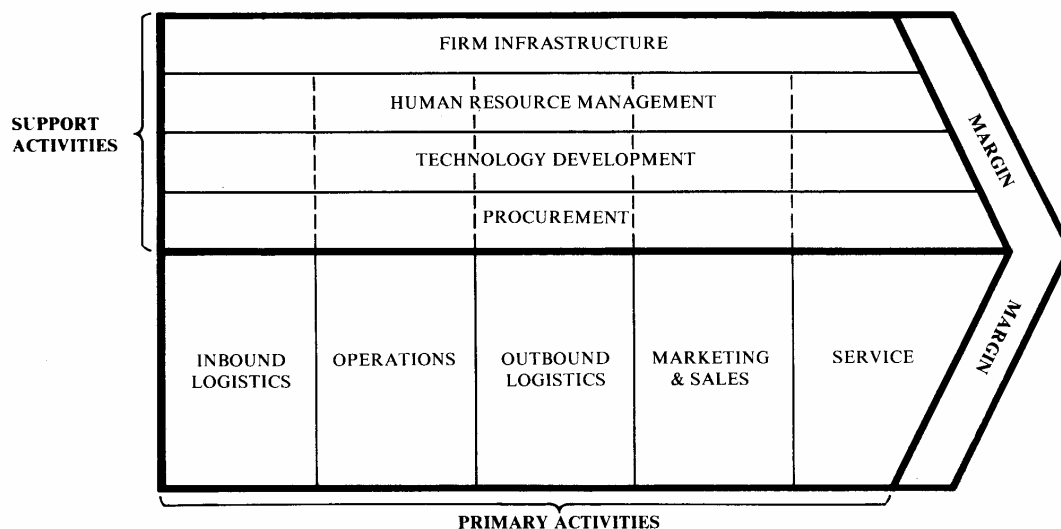 FIRM INFRASTRUCTURE
HUMAN RESOURCE MANAGEMENT
SUPPORT
ACTIVITIES
TECHNOLOGY DEVELOPMENT
PROCUREMENT
MARGIN
INBOUND
LOGISTICS
OPERATIONS
OUTBOUND
LOGISTICS
MARKETING
& SALES
SERVICE
MARGIN
PRIMARY ACTIVITIES